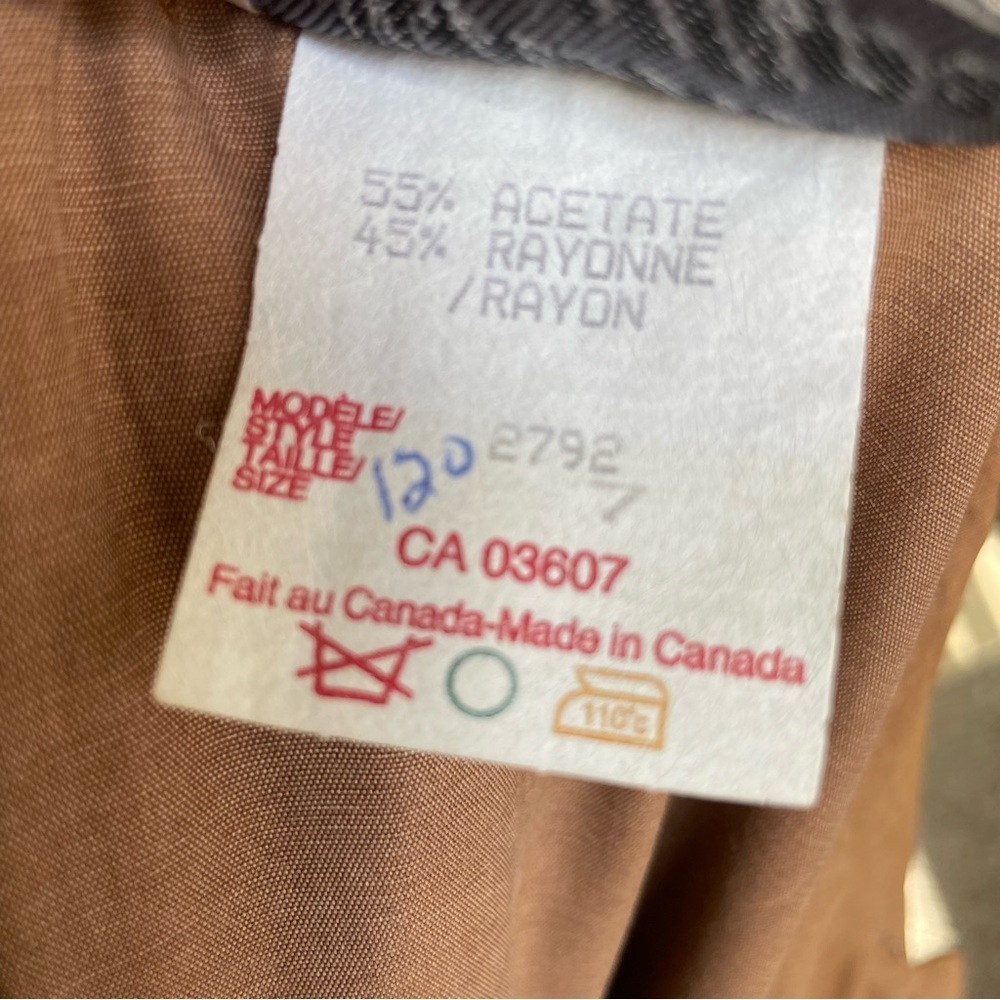 55% ACETATE
45% RAYONNE
/RAYON
MODÈLE/
STYLE 2792
TAILLE/ 120
SIZE 7
CA 03607
Fait au Canada-Made in Canada
110°C